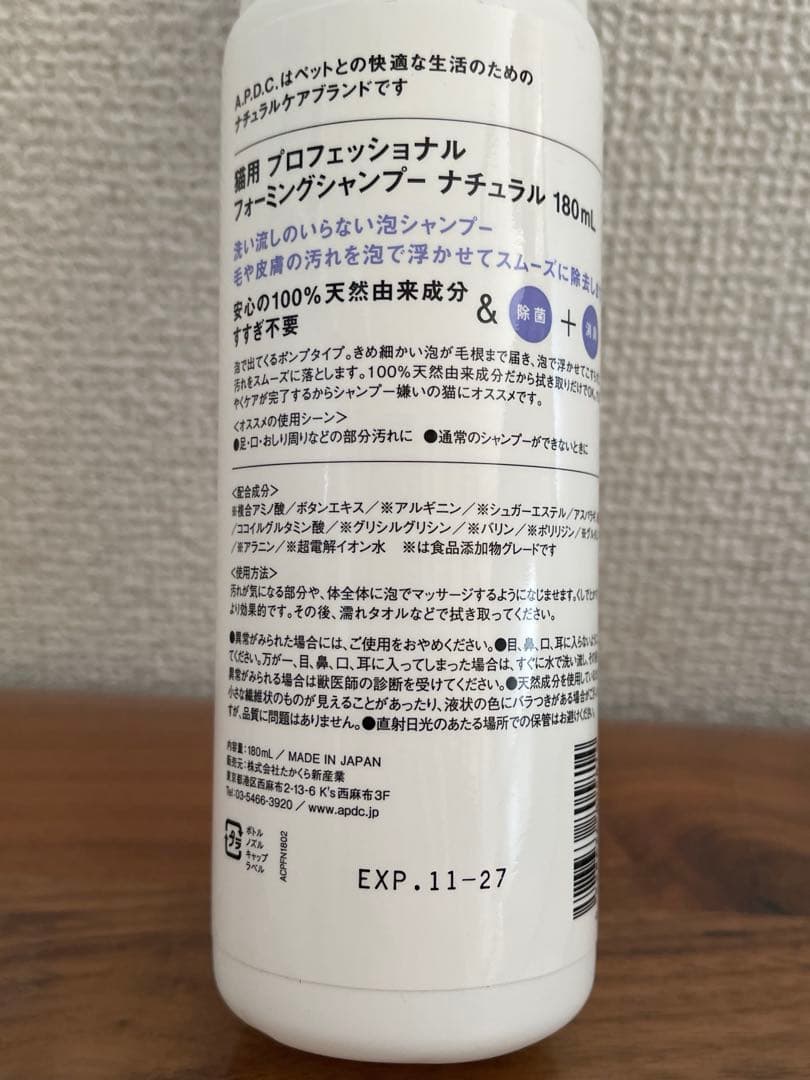 A.P.D.C.はペットとの快適な生活のための
ナチュラルケアブランドです
猫用 プロフェッショナル
フォーミングシャンプー ナチュラル 180mL
洗い流しのいらない泡シャンプー
毛や皮膚の汚れを泡で浮かせてスムーズに除去し
安心の100%天然由来成分
すすぎ不要
& 除菌 + 消
泡で出てくるポンプタイプ。きめ細かい泡が毛根まで届き、泡で浮かせてこ
汚れをスムーズに落とします。100%天然由来成分だから拭き取りだけでOK。
やくケアが完了するからシャンプー嫌いの猫にオススメです。
<オススメの使用シーン>
●足・口・おしり周りなどの部分汚れに ●通常のシャンプーができないときに
<配合成分>
※複合アミノ酸/ボタンエキス/※アルギニン/※シュガーエステル/アスパラギ
/ココイルグルタミン酸/※グリシルグリシン/※バリン/※ポリリジン/※グル
/※アラニン/※超電解イオン水 ※は食品添加物グレードです
<使用方法>
汚れが気になる部分や、体全体に泡でマッサージするようになじませます。くしでと
より効果的です。その後、濡れタオルなどで拭き取ってください。
●異常がみられた場合には、ご使用をおやめください。●目、鼻、口、耳に入らないよ
てください。万が一、目、鼻、口、耳に入ってしまった場合は、すぐに水で洗い流し、その
異常がみられる場合は獣医師の診断を受けてください。●天然成分を使用している
小さな繊維状のものが見えることがあったり、液状の色にバラつきがある場合がござ
すが、品質に問題はありません。●直射日光のあたる場所での保管はお避けください。
内容量:180mL / MADE IN JAPAN
販売元:株式会社たかくら新産業
東京都港区西麻布2-13-6 K's西麻布3F
Tel:03-5466-3920 / www.apdc.jp
プラ
ボトル
ノズル
キャップ
ラベル
ACPFN1802
EXP.11-27